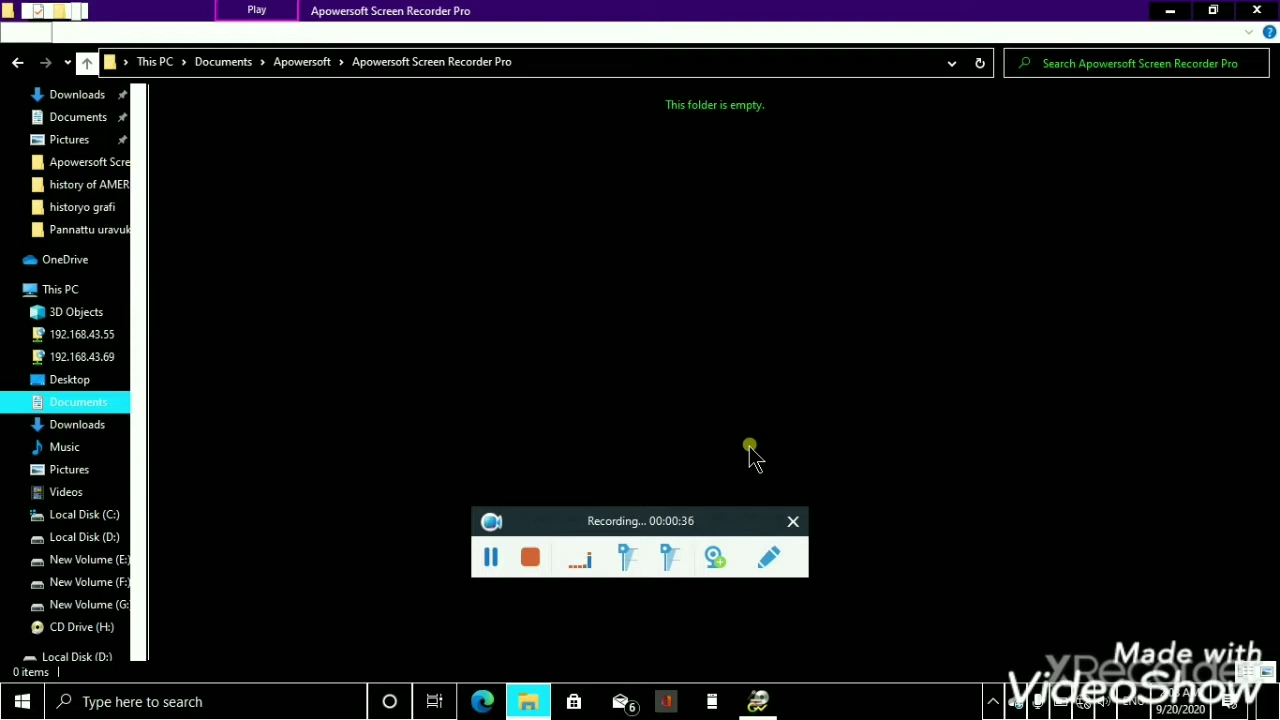 Play
Apowersoft Screen Recorder Pro
This PC > Documents > Apowersoft > Apowersoft Screen Recorder Pro
Search Apowersoft Screen Recorder Pro
This folder is empty.
Downloads
Documents
Pictures
Apowersoft Scre
history of AMER
historyo grafi
Pannattu uravuk
OneDrive
This PC
3D Objects
192.168.43.55
192.168.43.69
Desktop
Documents
Downloads
Music
Pictures
Videos
Local Disk (C:)
Local Disk (D:)
New Volume (E:)
New Volume (F:)
New Volume (G:
CD Drive (H:)
Local Disk (D:)
Recording... 00:00:36
0 items
Made with
XRecorder
VideoShow
Type here to search
6
ENG
9/20/2020